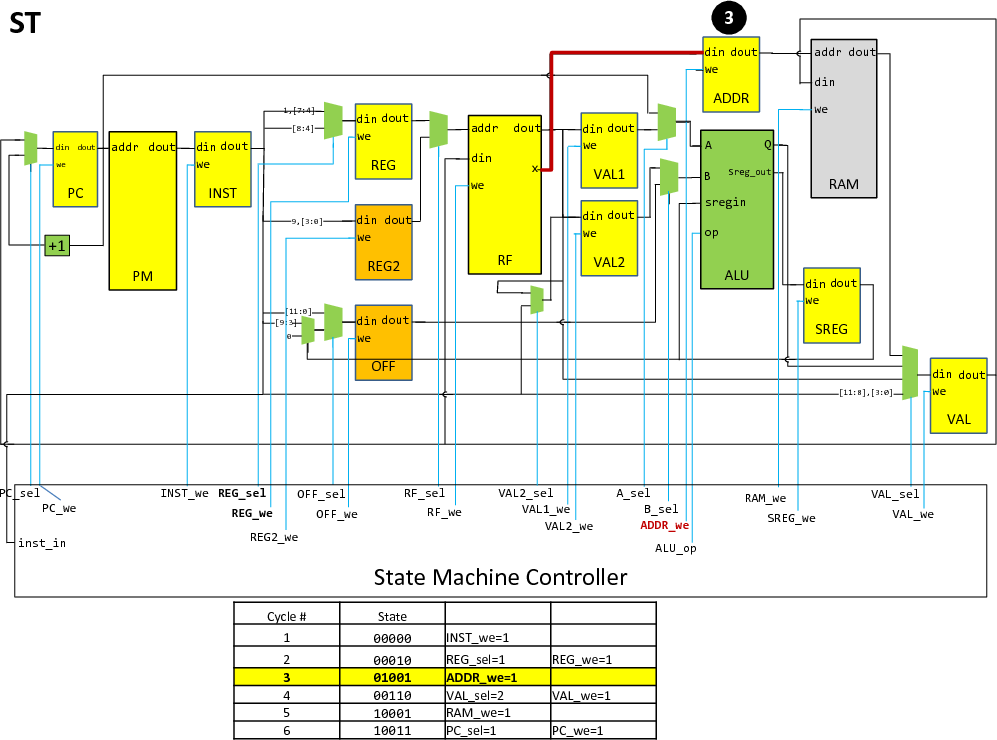 ST
3
din dout
we
ADDR
addr dout
din
we
RAM
1,[7:4]
[8:4]
din dout
we
REG
addr dout
din
we
x
RF
din dout
we
VAL1
A
Q
B
Sreg_out
sregin
op
ALU
din dout
we
PC
addr dout
PM
din dout
we
INST
+1
9,[3:0]
din dout
we
REG2
din dout
we
VAL2
[11:0]
[9:3]
0
din dout
we
OFF
din dout
we
SREG
[11:8],[3:0]
din dout
we
VAL
PC_sel
PC_we
INST_we
REG_sel
REG_we
REG2_we
OFF_sel
OFF_we
RF_sel
RF_we
VAL2_sel
VAL1_we
VAL2_we
A_sel
B_sel
ADDR_we
ALU_op
RAM_we
SREG_we
VAL_sel
VAL_we
inst_in
State Machine Controller
Cycle # State
1 00000 INST_we=1
2 00010 REG_sel=1 REG_we=1
3 01001 ADDR_we=1
4 00110 VAL_sel=2 VAL_we=1
5 10001 RAM_we=1
6 10011 PC_sel=1 PC_we=1